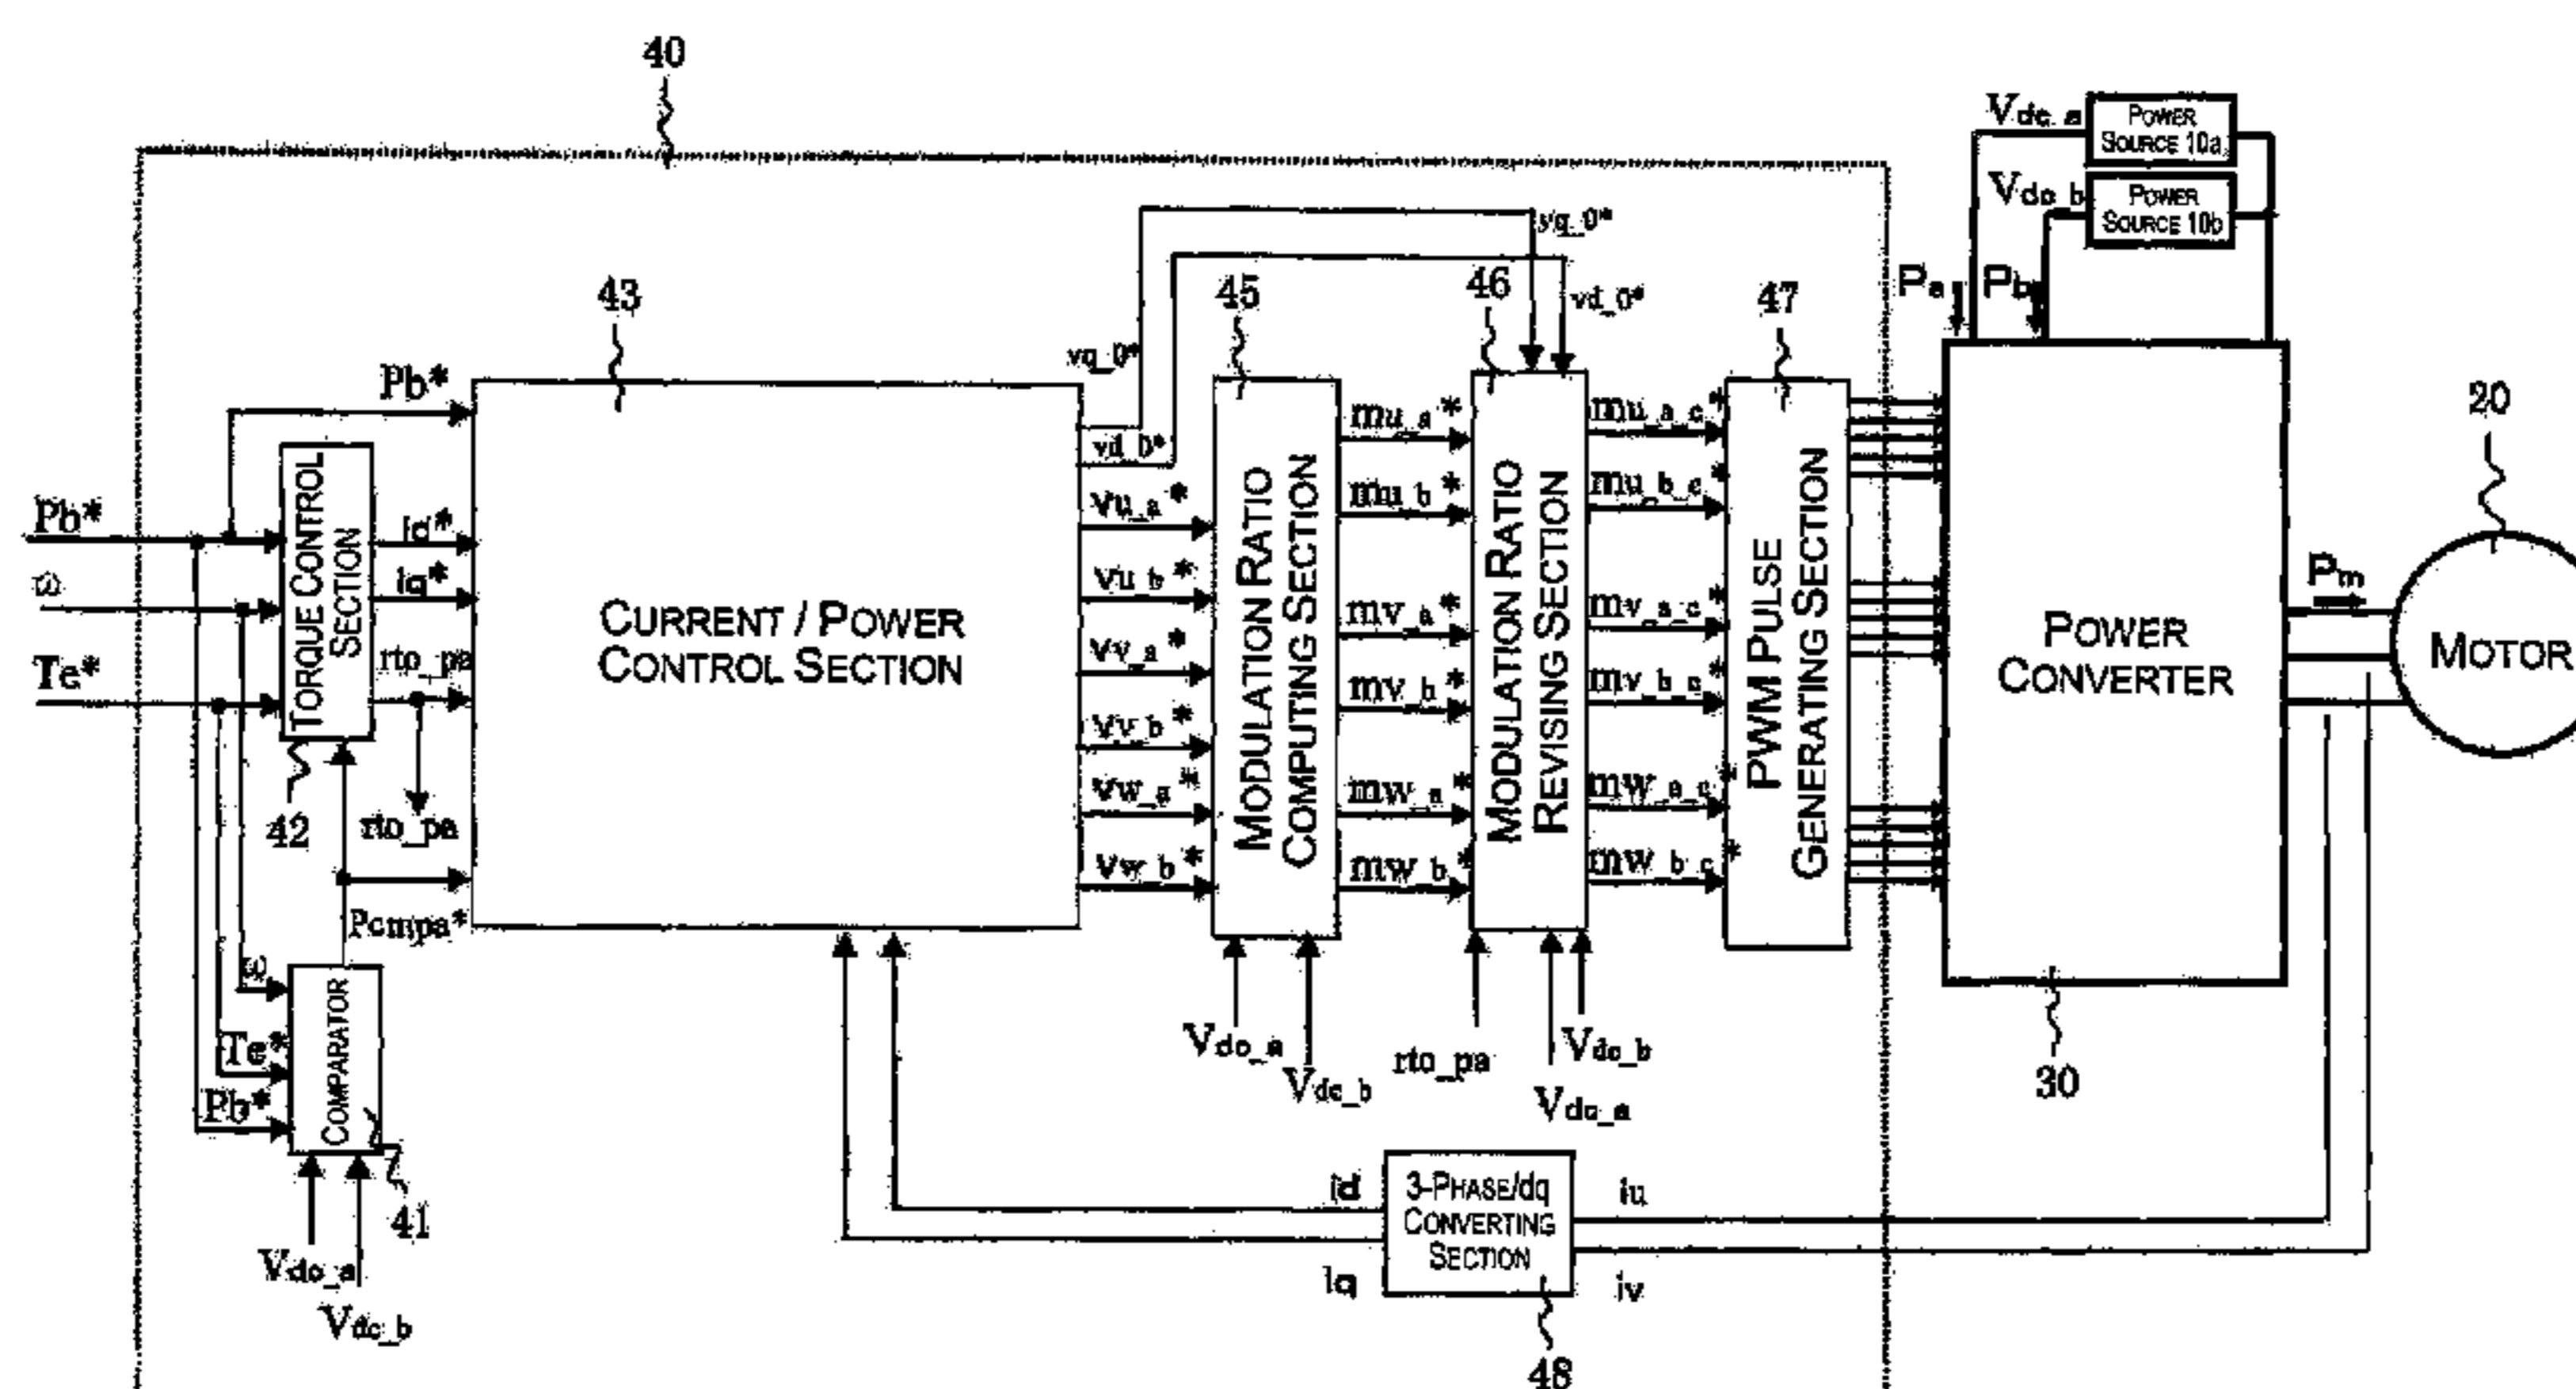 40
Vdc_a
POWER
SOURCE 10a
Vdc_b
POWER
SOURCE 10b
Pa
Pb
43
45
46
47
vq_0*
vd_0*
vq_0*
vd_0*
20
Pb*
Pb*
ω
Te*
TORQUE CONTROL
SECTION
id*
iq*
rto_pa
42
rto_pa
Pcmpa*
CURRENT / POWER
CONTROL SECTION
vu_a*
vu_b*
vv_a*
vv_b*
vw_a*
vw_b*
MODULATION RATIO
COMPUTING SECTION
mu_a*
mu_b*
mv_a*
mv_b*
mw_a*
mw_b*
MODULATION RATIO
REVISING SECTION
mu_a_c*
mu_b_c*
mv_a_c*
mv_b_c*
mw_a_c*
mw_b_c*
PWM PULSE
GENERATING SECTION
POWER
CONVERTER
30
Pm
MOTOR
ω
Te*
Pb*
COMPARATOR
41
Vdc_a
Vdc_b
Vdc_a
Vdc_b
rto_pa
Vdc_b
Vdc_a
id
iq
3-PHASE/dq
CONVERTING
SECTION
iu
iv
48